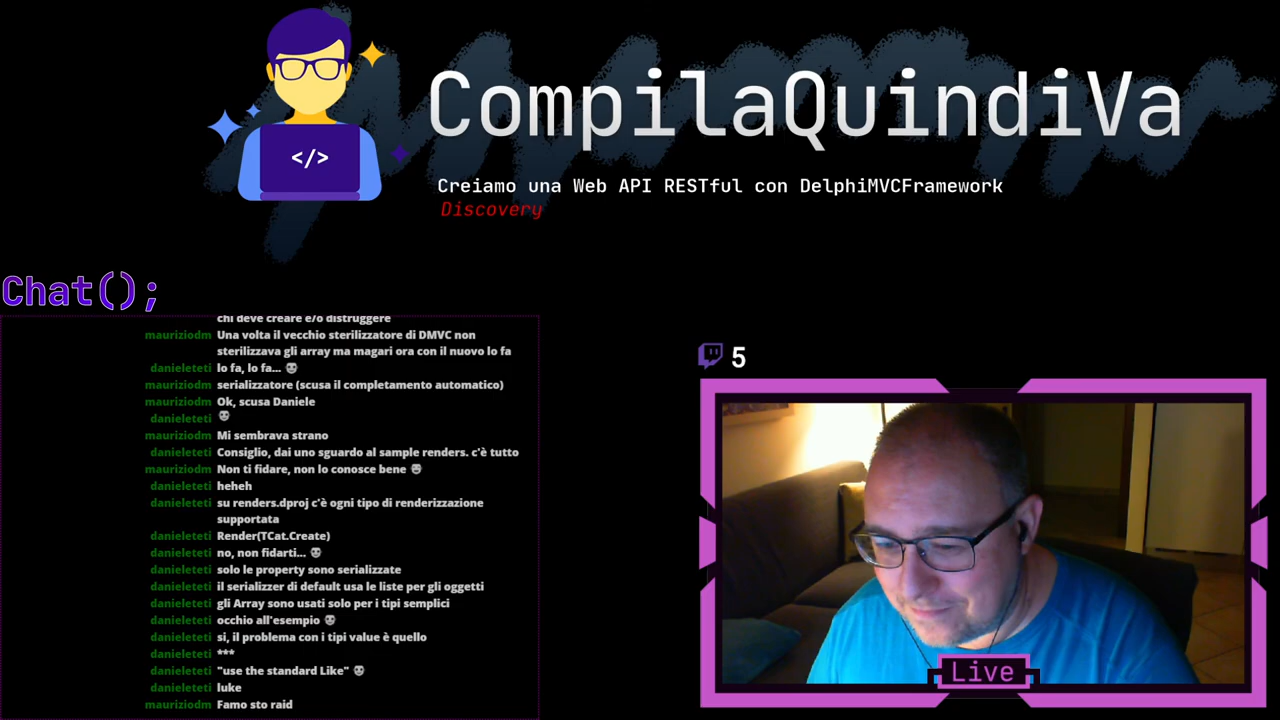 CompilaQuindiVa
</>
Creiamo una Web API RESTful con DelphiMVCFramework
Discovery
Chat();
chi deve creare e/o distruggere
mauriziodm Una volta il vecchio sterilizzatore di DMVC non
sterilizzava gli array ma magari ora con il nuovo lo fa
danieleteti lo fa, lo fa...
mauriziodm serializzatore (scusa il completamento automatico)
mauriziodm Ok, scusa Daniele
danieleteti
mauriziodm Mi sembrava strano
danieleteti Consiglio, dai uno sguardo al sample renders. c'è tutto
mauriziodm Non ti fidare, non lo conosce bene
danieleteti heheh
danieleteti su renders.dproj c'è ogni tipo di renderizzazione
supportata
danieleteti Render(TCat.Create)
danieleteti no, non fidarti...
danieleteti solo le property sono serializzate
danieleteti il serializzer di default usa le liste per gli oggetti
danieleteti gli Array sono usati solo per i tipi semplici
danieleteti occhio all'esempio
danieleteti si, il problema con i tipi value è quello
danieleteti ***
danieleteti "use the standard Like"
danieleteti luke
mauriziodm Famo sto raid
5
Live